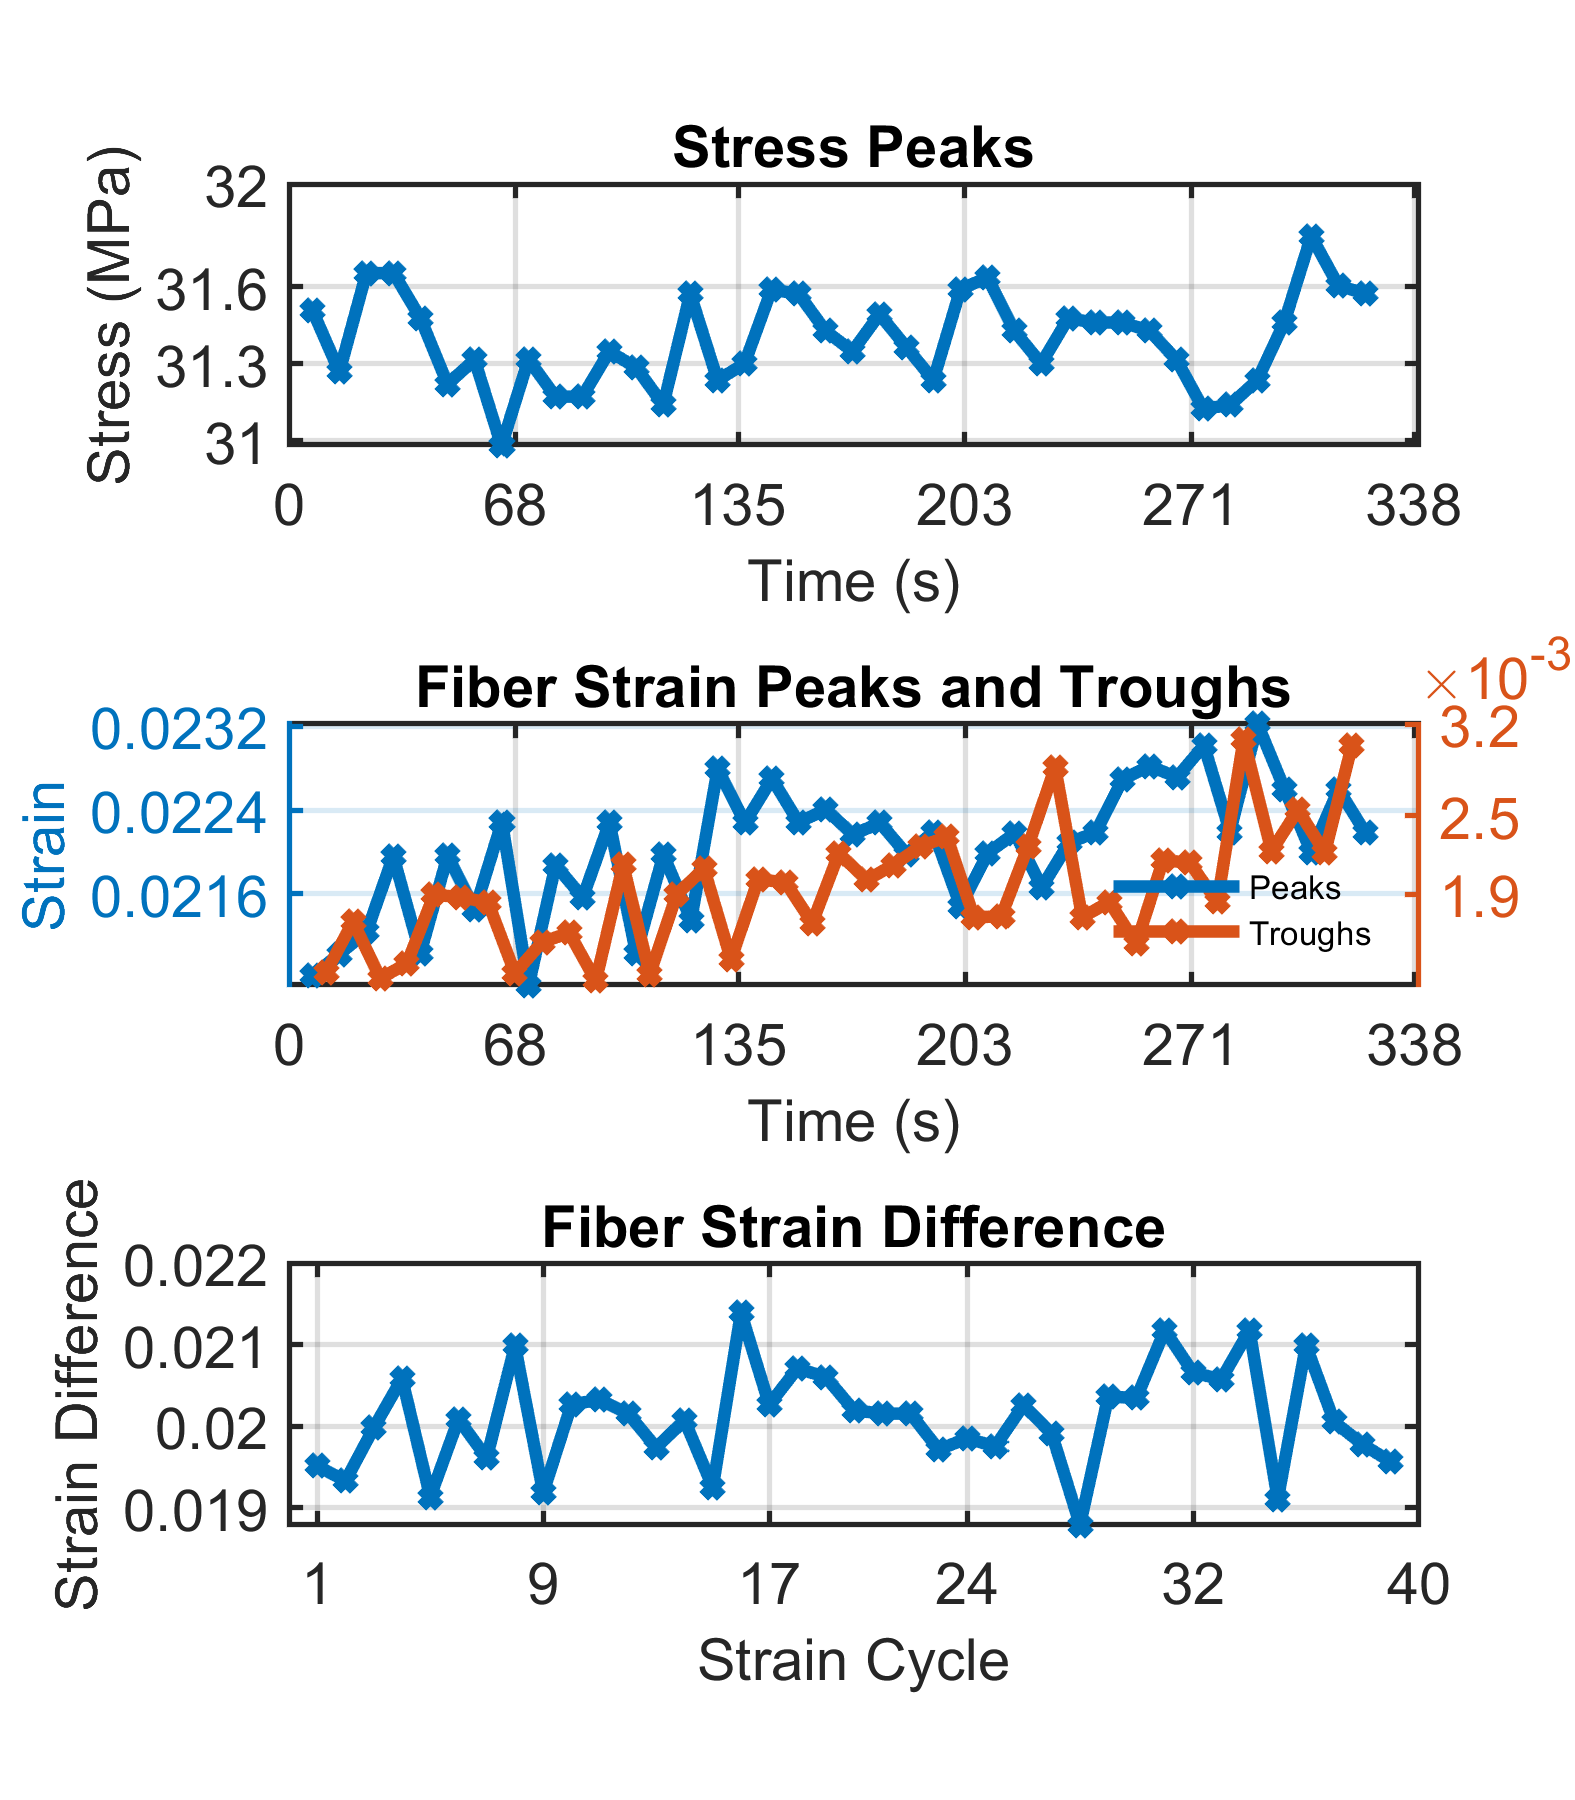 Stress Peaks
Stress (MPa)
32
31.6
31.3
31
0 68 135 203 271 338
Time (s)
×10-3
Fiber Strain Peaks and Troughs
Strain
0.0232
0.0224
0.0216
3.2
2.5
1.9
Peaks
Troughs
0 68 135 203 271 338
Time (s)
Fiber Strain Difference
Strain Difference
0.022
0.021
0.02
0.019
1 9 17 24 32 40
Strain Cycle